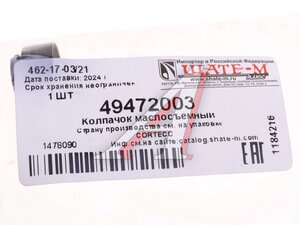 462-17-03/21
Дата поставки: 2024 г
Срок хранения неограничен
1 ШТ
Импортер в Российской Федерации
ШАТЕ-М
49472003
Колпачок маслосъемный
Страну производства см. на упаковке
CORTECO
1478090
Инф.см.на сайте:catalog.shate-m.com
1184216